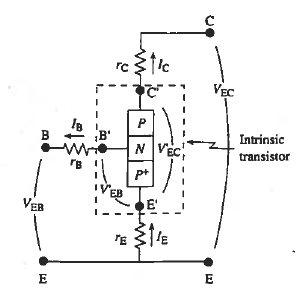 C
rC
IC
C'
VEC
P
B
IB
B'
N
V'EC
Intrinsic
transistor
rB
P+
V'EB
VEB
E'
rE
IE
E
E